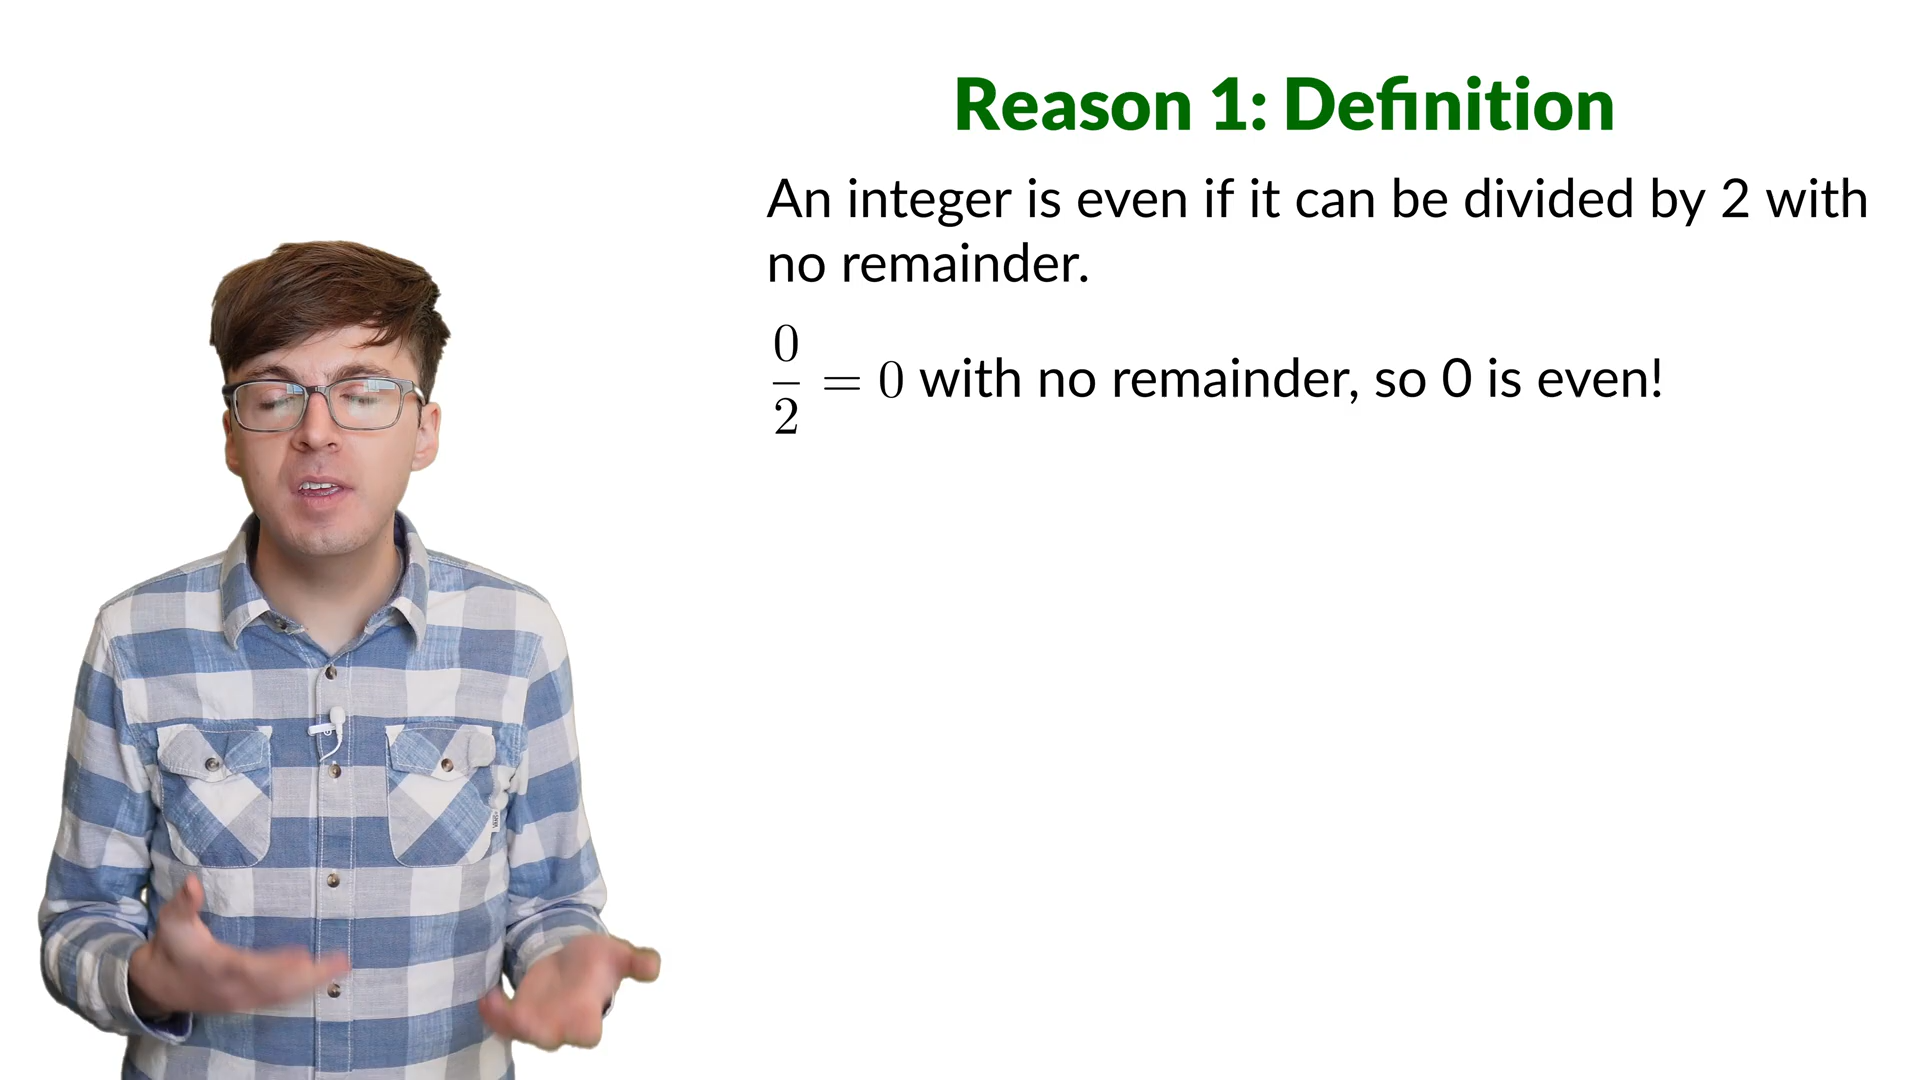 Reason 1: Definition
An integer is even if it can be divided by 2 with
no remainder.
0/2 = 0 with no remainder, so 0 is even!
VANS